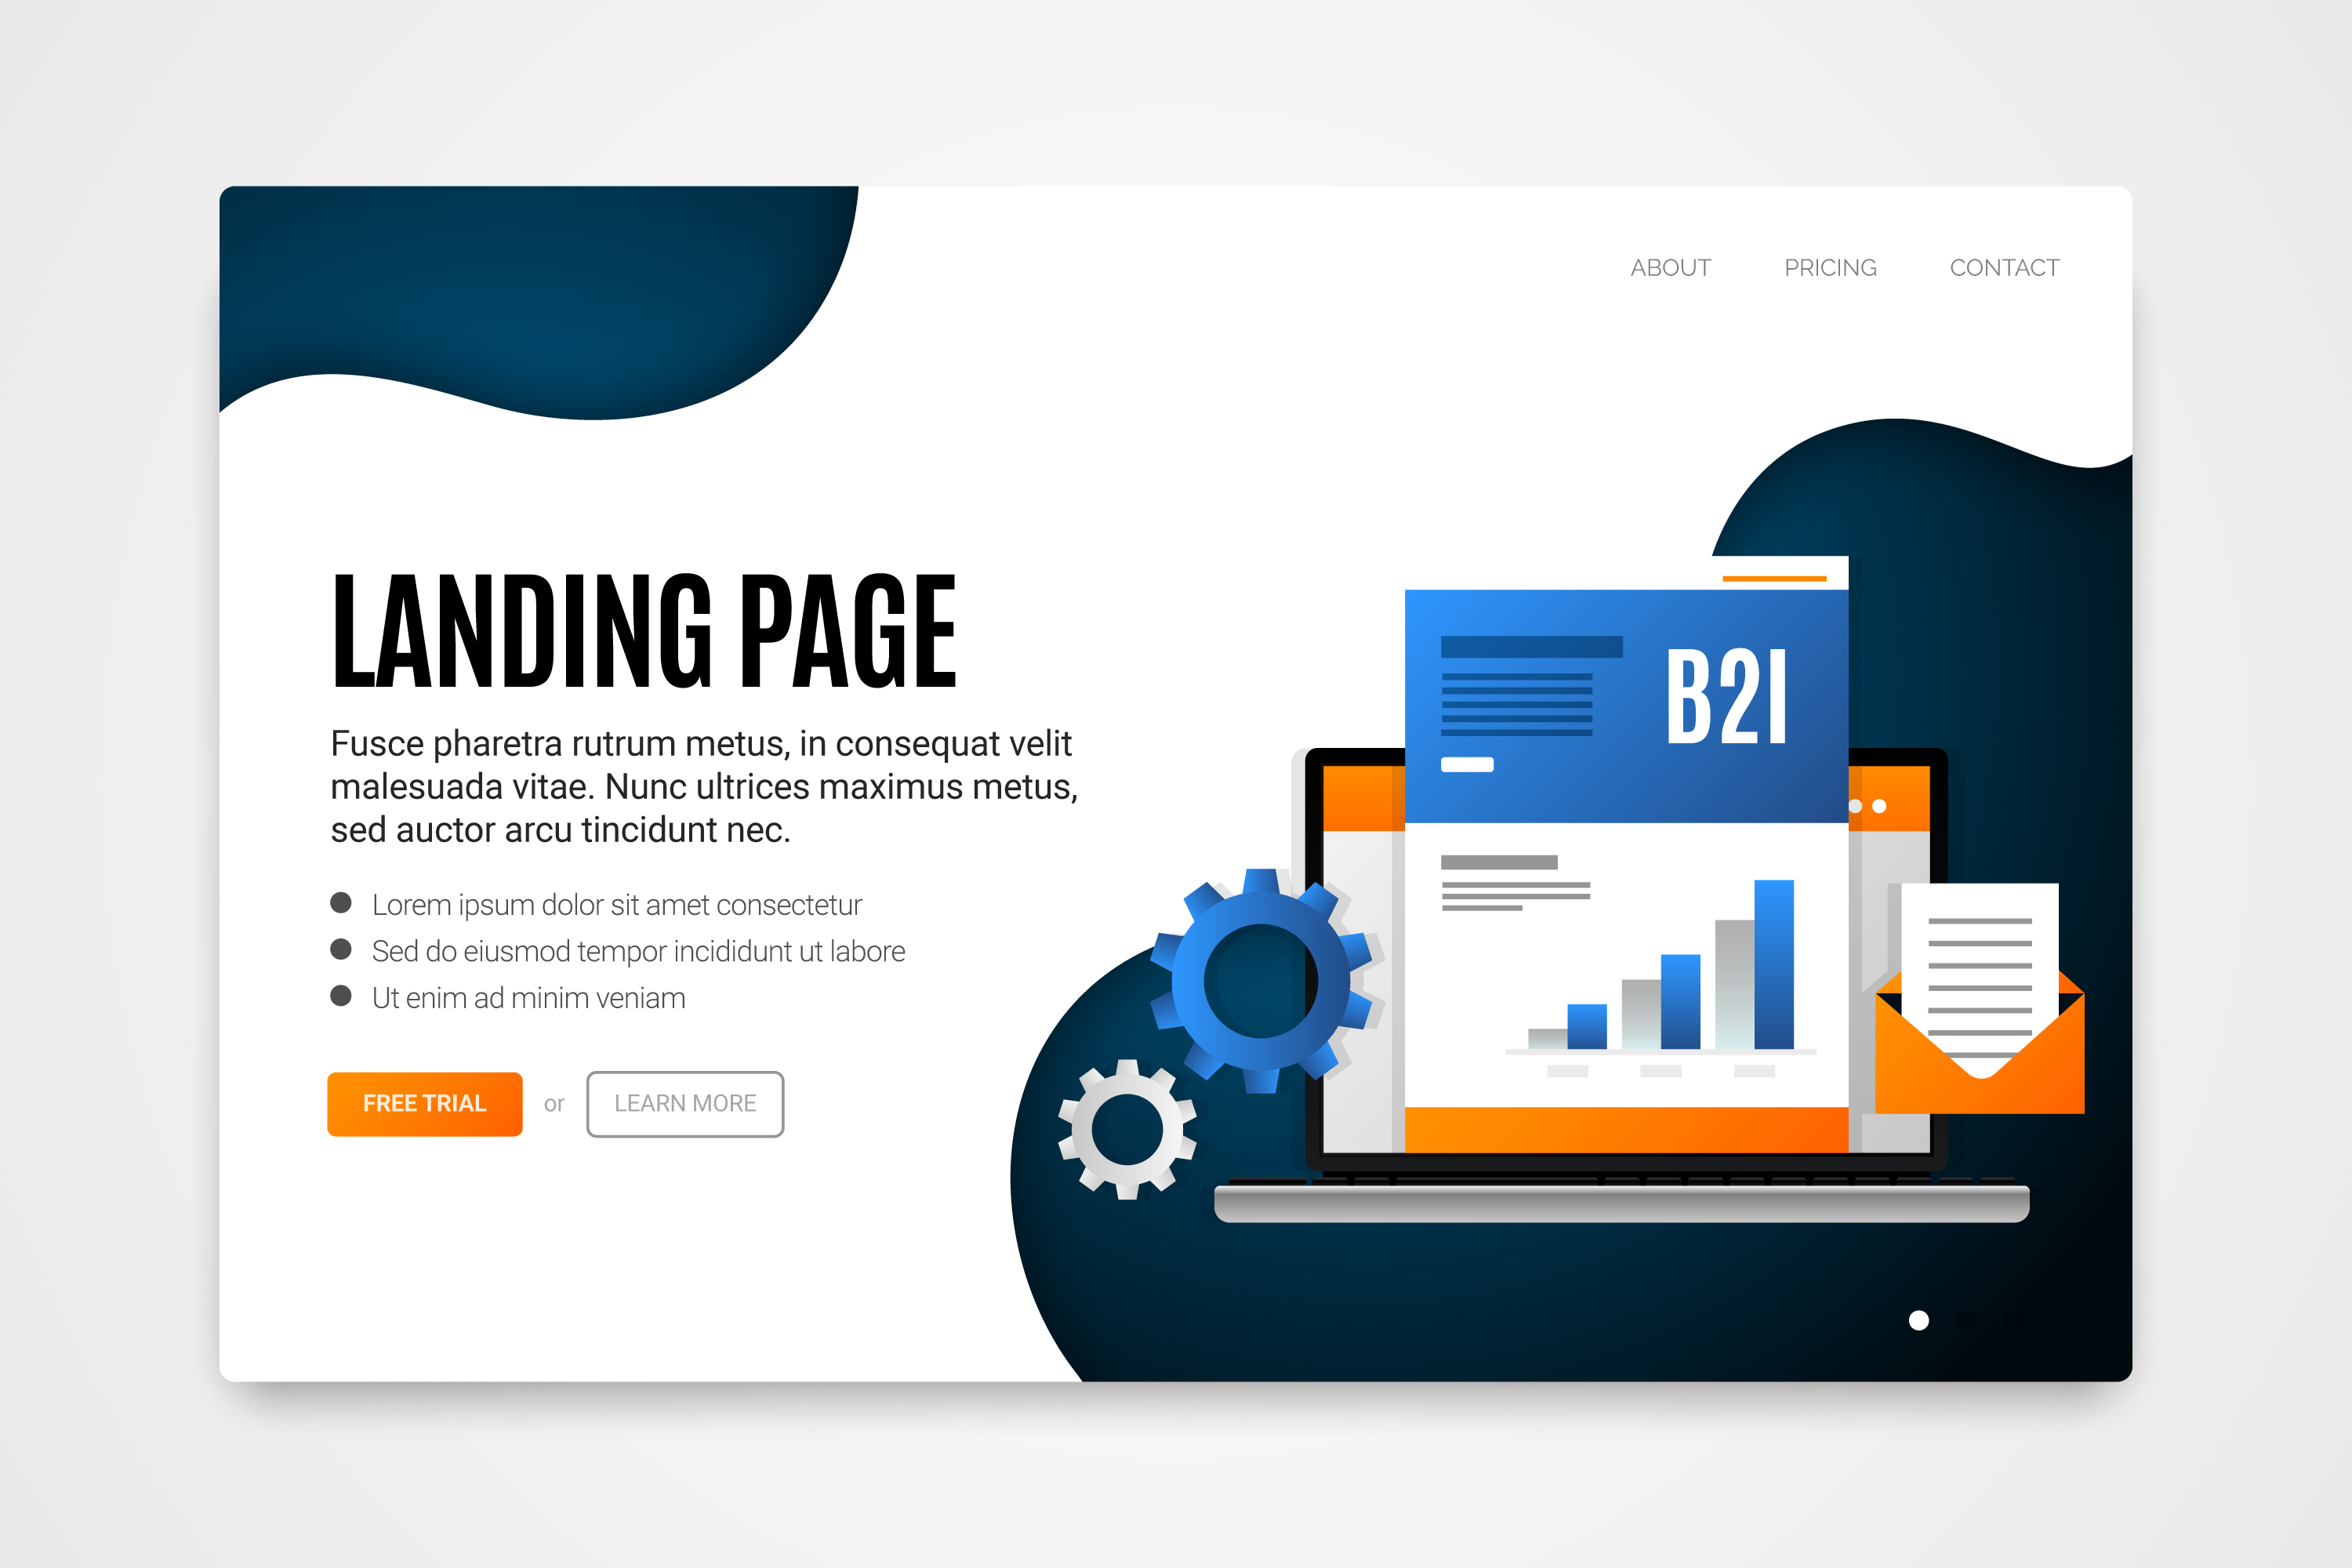 ABOUT PRICING CONTACT
LANDING PAGE
Fusce pharetra rutrum metus, in consequat velit
malesuada vitae. Nunc ultrices maximus metus,
sed auctor arcu tincidunt nec.
Lorem ipsum dolor sit amet consectetur
Sed do eiusmod tempor incididunt ut labore
Ut enim ad minim veniam
FREE TRIAL or LEARN MORE
B2I